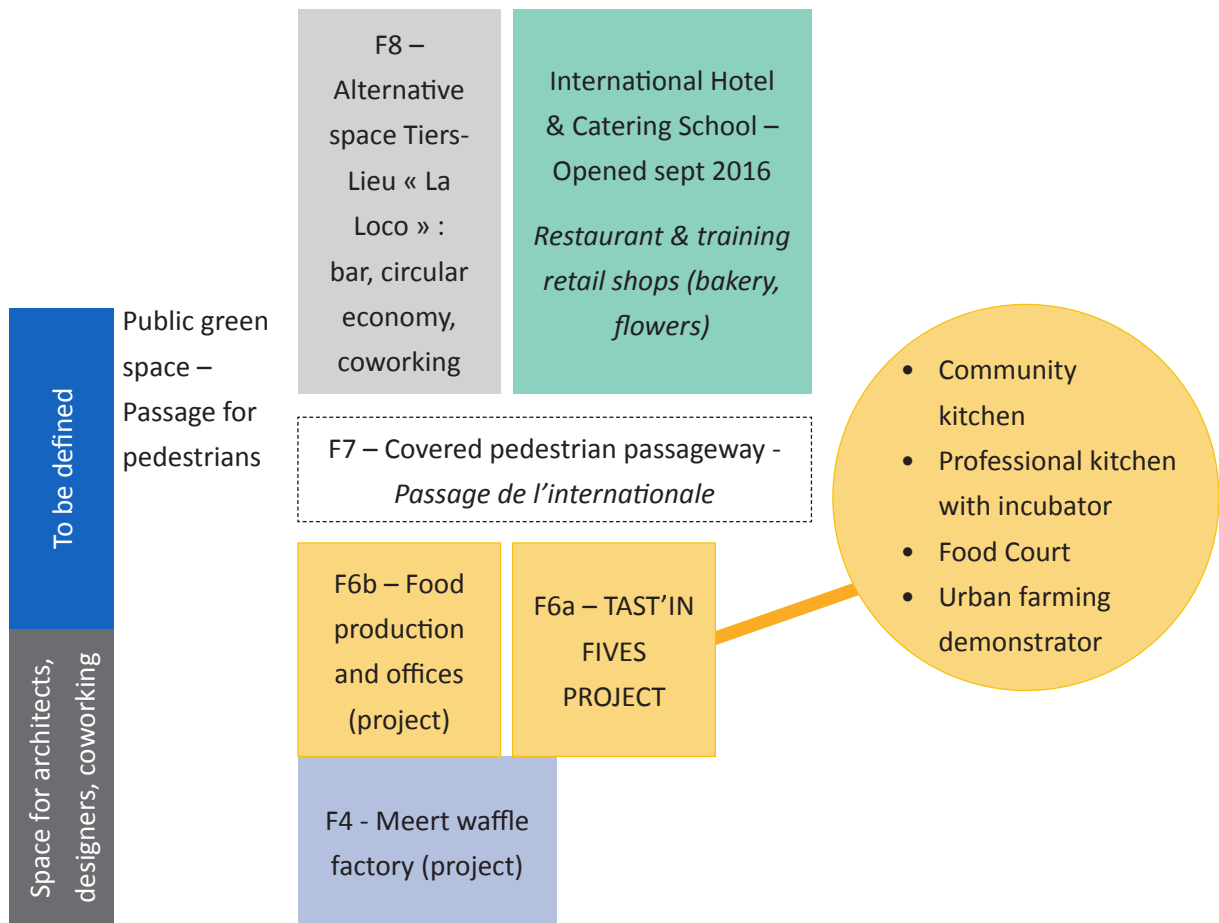 F8 –
Alternative
space Tiers-
Lieu « La
Loco » :
bar, circular
economy,
coworking
International Hotel
& Catering School –
Opened sept 2016
Restaurant & training
retail shops (bakery,
flowers)
To be defined
Public green
space –
Passage for
pedestrians
F7 – Covered pedestrian passageway -
Passage de l’internationale
• Community
kitchen
• Professional kitchen
with incubator
• Food Court
• Urban farming
demonstrator
F6b – Food
production
and offices
(project)
F6a – TAST’IN
FIVES
PROJECT
Space for architects,
designers, coworking
F4 - Meert waffle
factory (project)